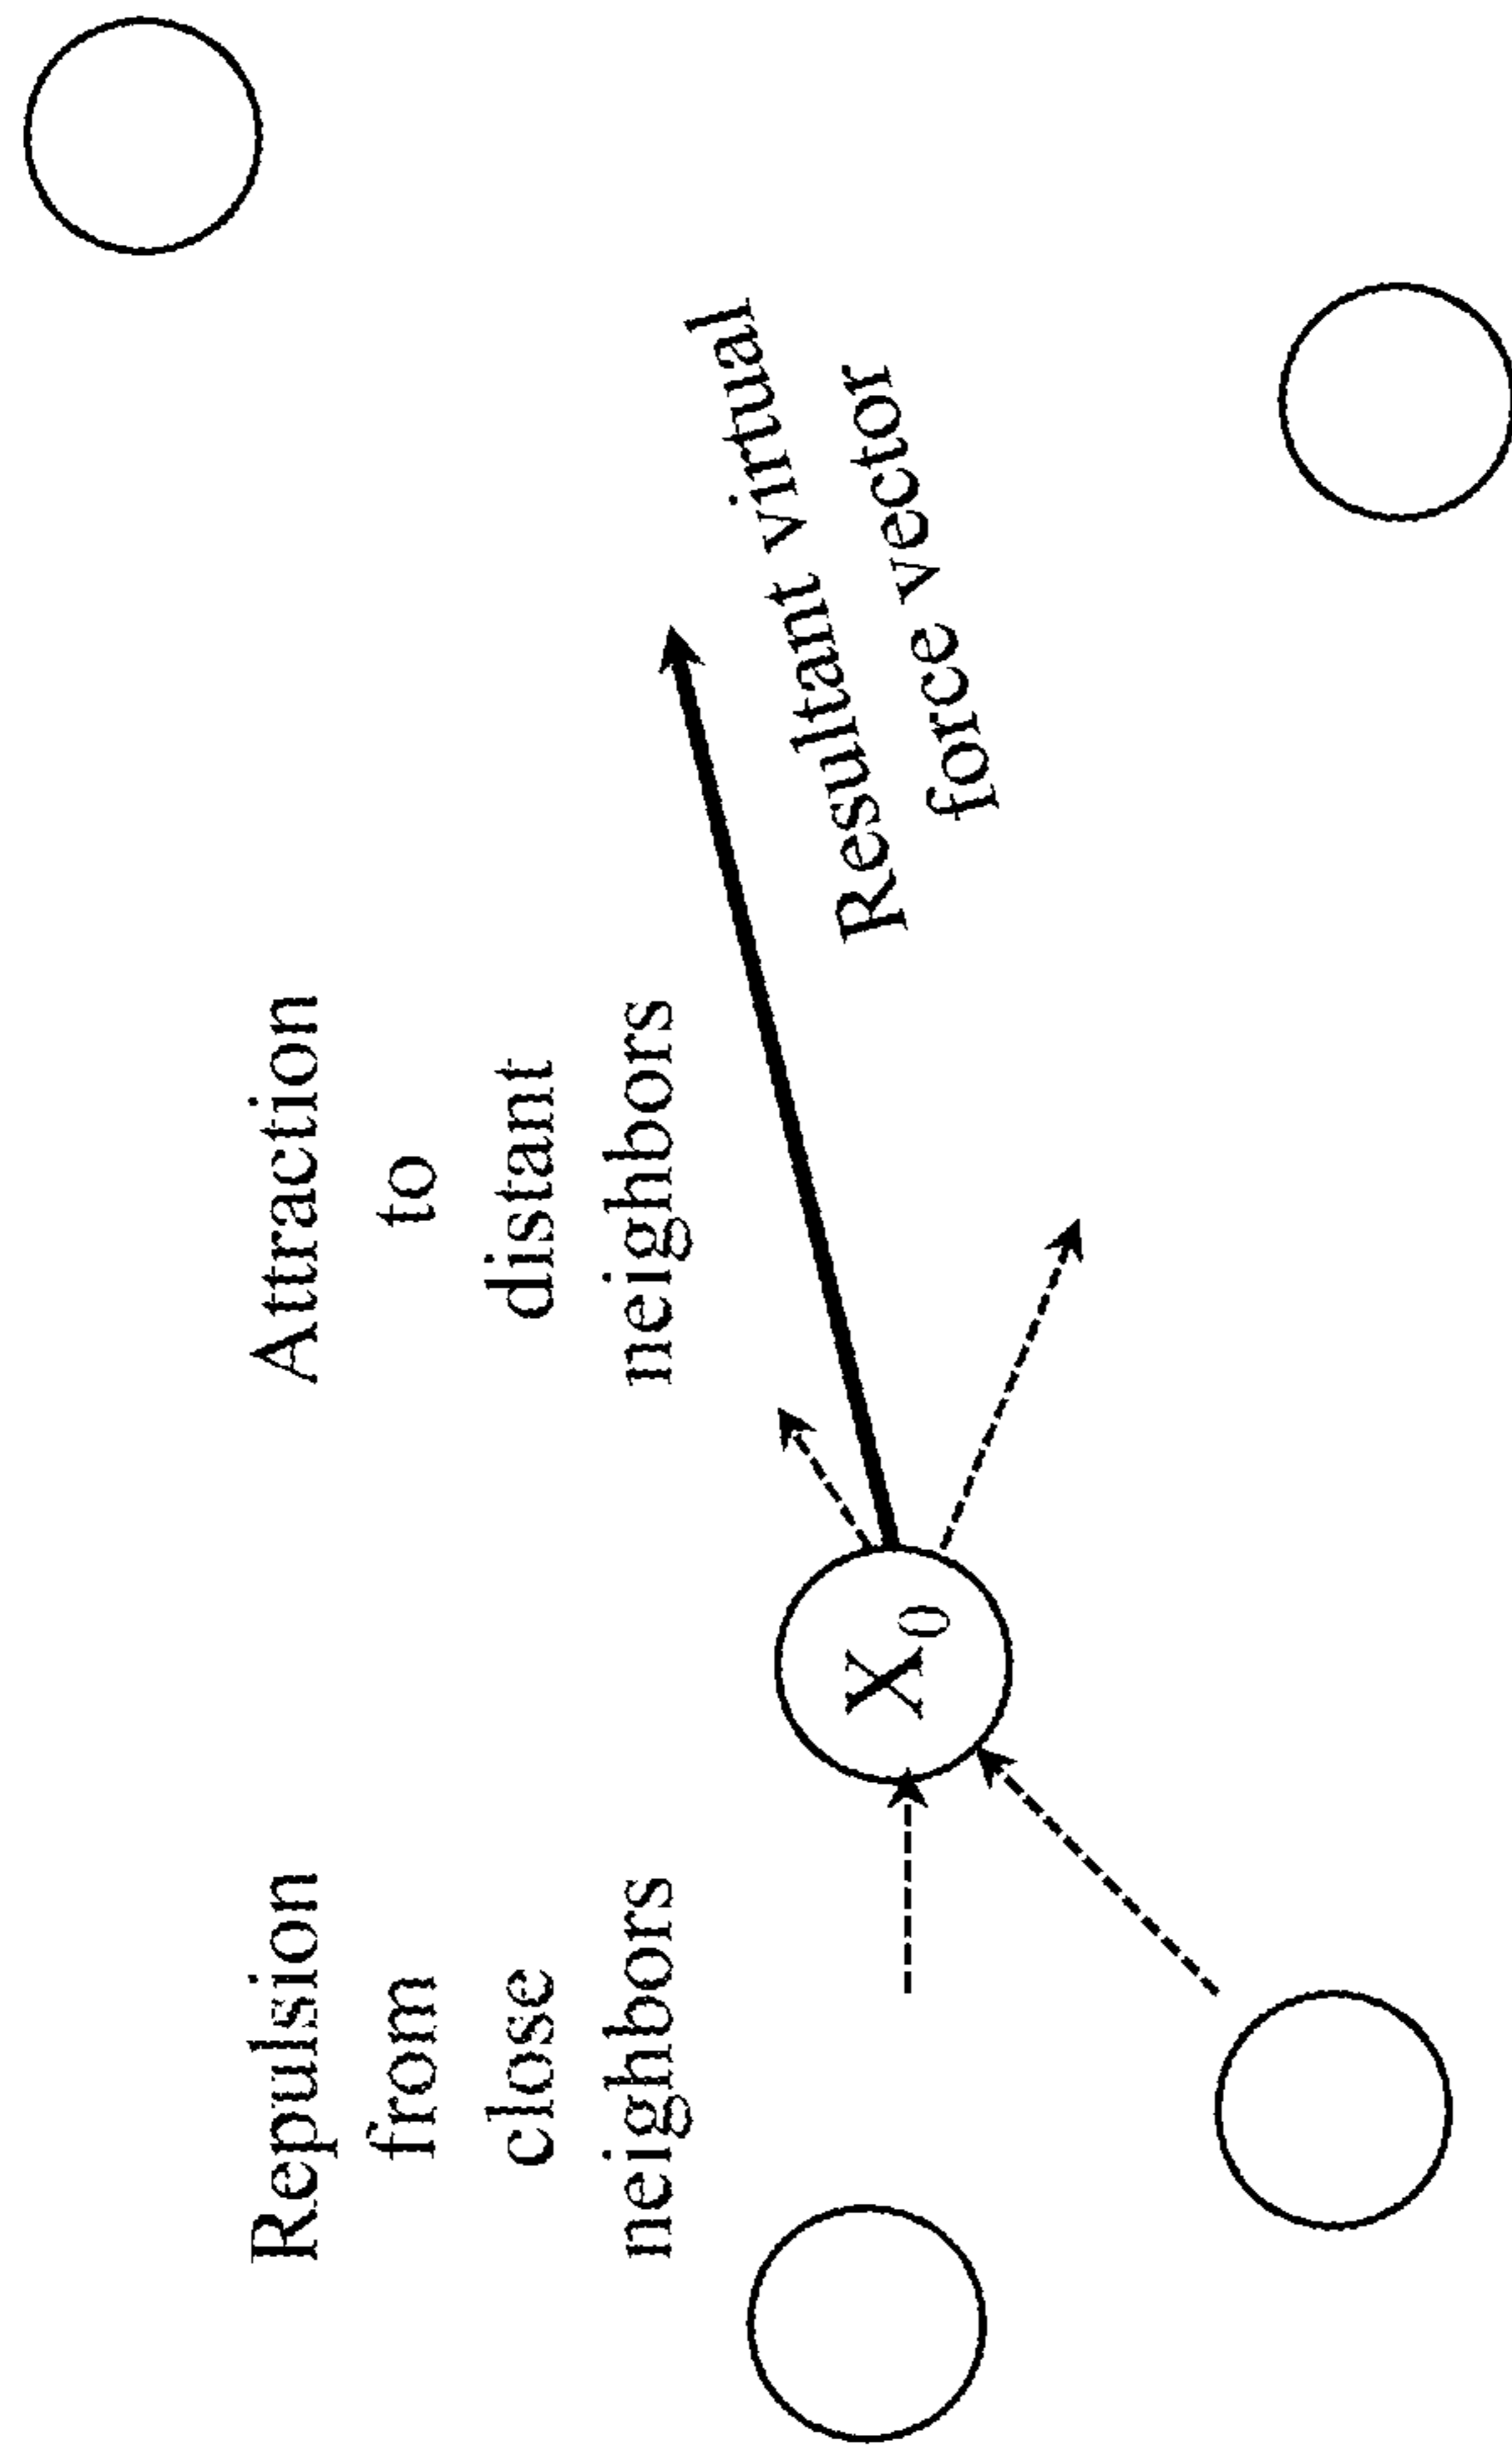 Repulsion
from
close
neighbors
Attraction
to
distant
neighbors
X0
Resultant virtual
force vector